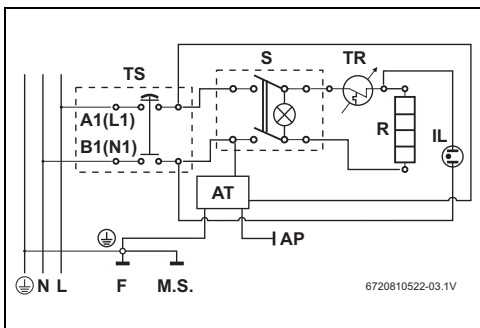 TS S TR
A1(L1)
B1(N1)
R IL
AT
AP
N L F M.S.
6720810522-03.1V